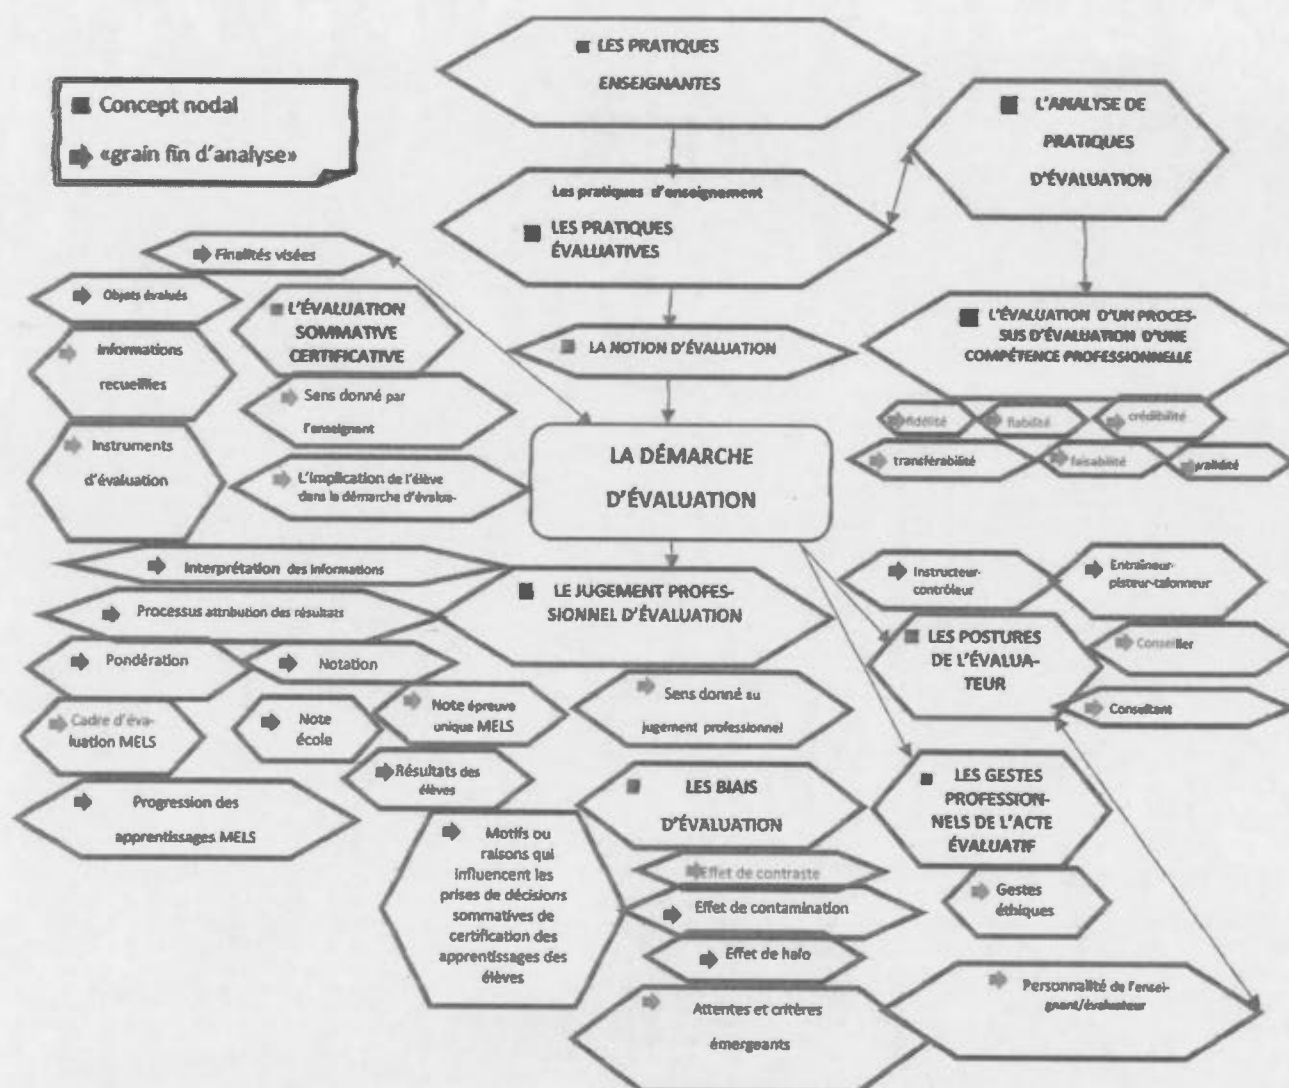 LES PRATIQUES
ENSEIGNANTES
Concept nodal
«grain fin d'analyse»
L'ANALYSE DE
PRATIQUES
D'ÉVALUATION
Les pratiques d'enseignement
LES PRATIQUES
ÉVALUATIVES
Finalités visées
Objets évalués
L'ÉVALUATION
SOMMATIVE
CERTIFICATIVE
LA NOTION D'ÉVALUATION
L'ÉVALUATION D'UN PROCES-
SUS D'ÉVALUATION D'UNE
COMPÉTENCE PROFESSIONNELLE
Informations
recueillies
Sens donné par
l'enseignant
fidélité
fiabilité
crédibilité
transférabilité
faisabilité
validité
Instruments
d'évaluation
L'implication de l'élève
dans la démarche d'évalua-
LA DÉMARCHE
D'ÉVALUATION
Interprétation des informations
Processus attribution des résultats
LE JUGEMENT PROFES-
SIONNEL D'ÉVALUATION
Instructeur-
contrôleur
Entraîneur-
pisteur-talonneur
LES POSTURES
DE L'ÉVALUA-
TEUR
Conseiller
Consultant
Pondération
Notation
Cadre d'éva-
luation MELS
Note
école
Note épreuve
unique MELS
Sens donné au
jugement professionnel
Résultats des
élèves
Progression des
apprentissages MELS
LES BIAIS
D'ÉVALUATION
LES GESTES
PROFESSION-
NELS DE L'ACTE
ÉVALUATIF
Motifs ou
raisons qui
influencent les
prises de décisions
sommatives de
certification des
apprentissages des
élèves
Effet de contraste
Effet de contamination
Effet de halo
Gestes
éthiques
Attentes et critères
émergeants
Personnalité de l'ensei-
gnant/évaluateur